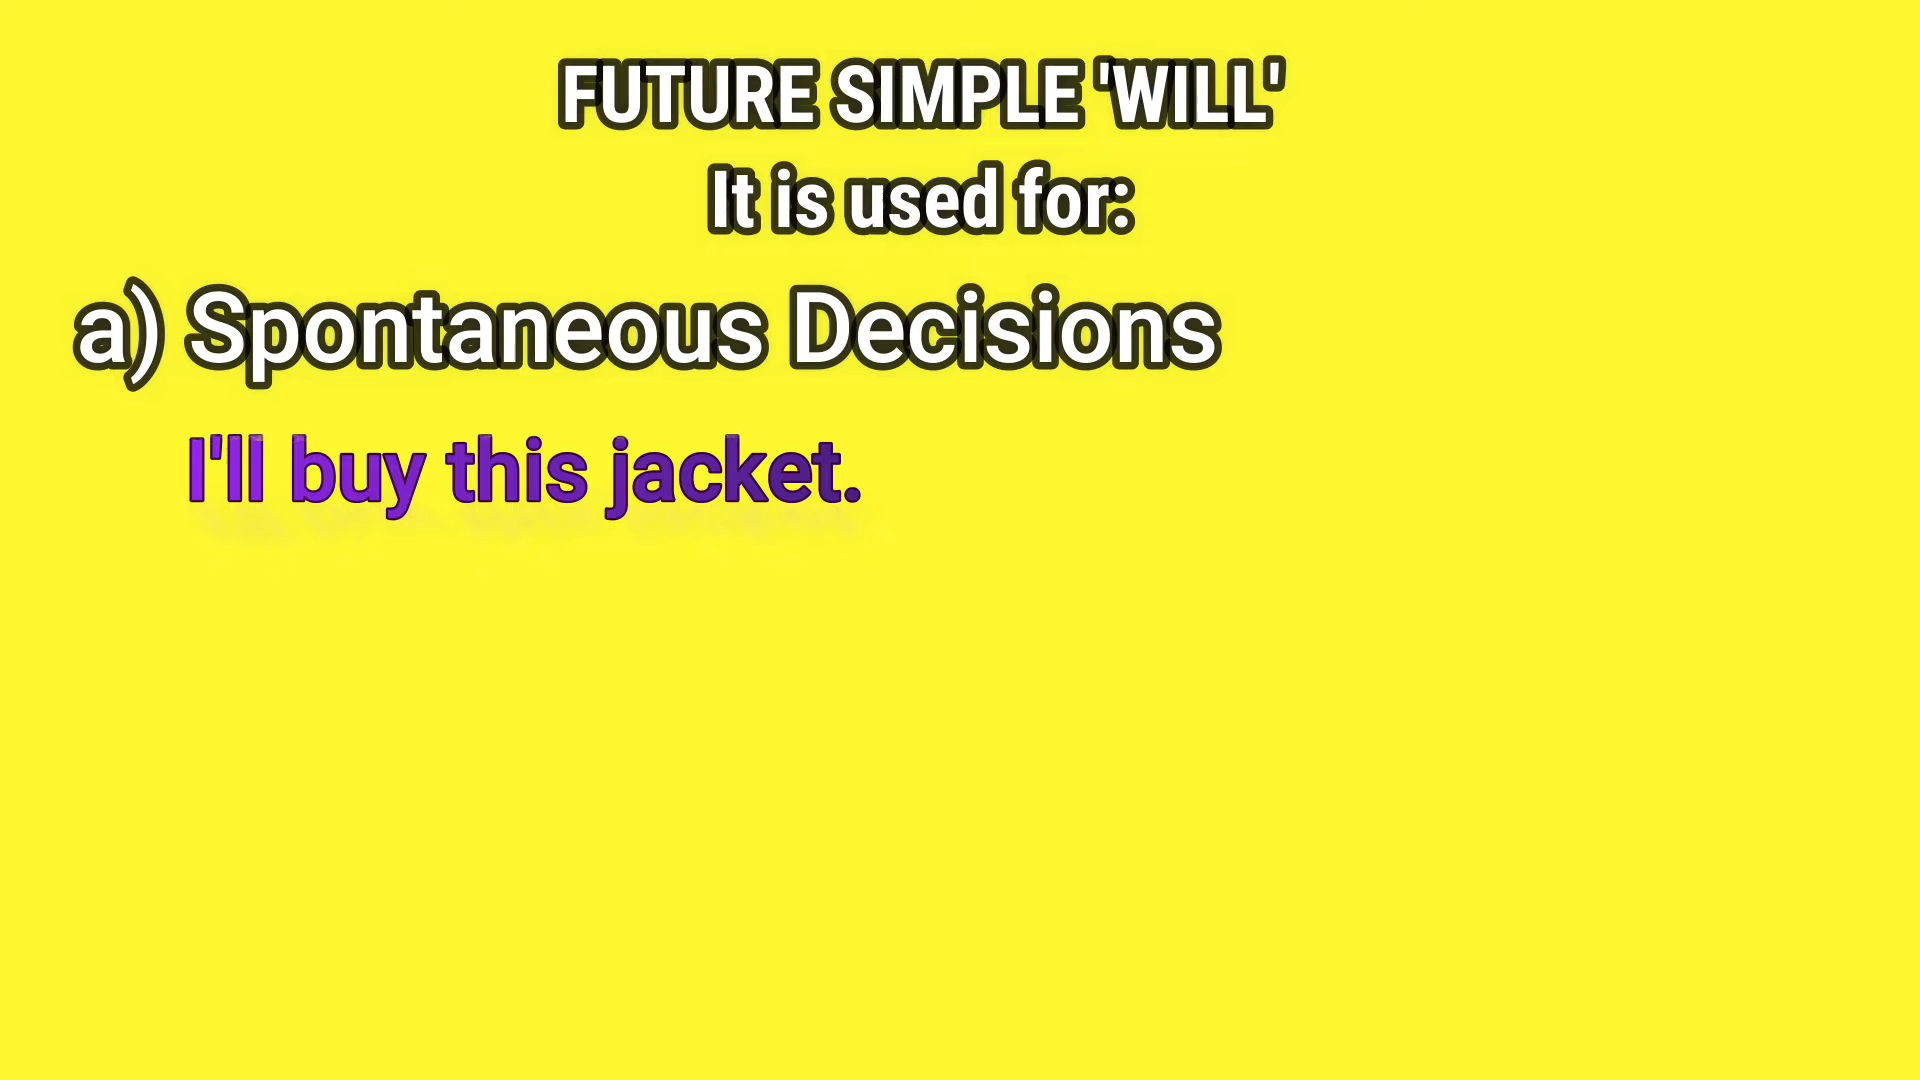 FUTURE SIMPLE 'WILL'
It is used for:
a) Spontaneous Decisions
I'll buy this jacket.